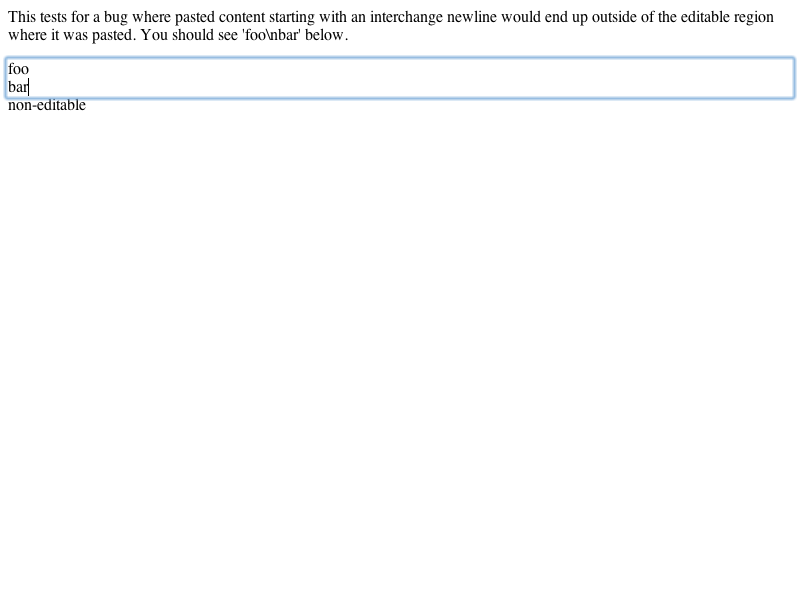 This tests for a bug where pasted content starting with an interchange newline would end up outside of the editable region
where it was pasted. You should see 'foo\nbar' below.
foo
bar
non-editable